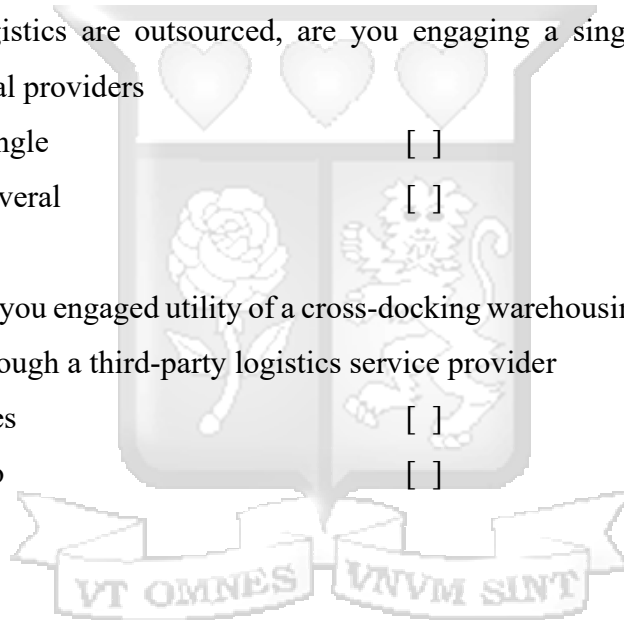 gistics are outsourced, are you engaging a sing
al providers
ngle [ ]
veral [ ]
you engaged utility of a cross-docking warehousin
ough a third-party logistics service provider
es [ ]
o [ ]
VT OMNES VNVM SINT